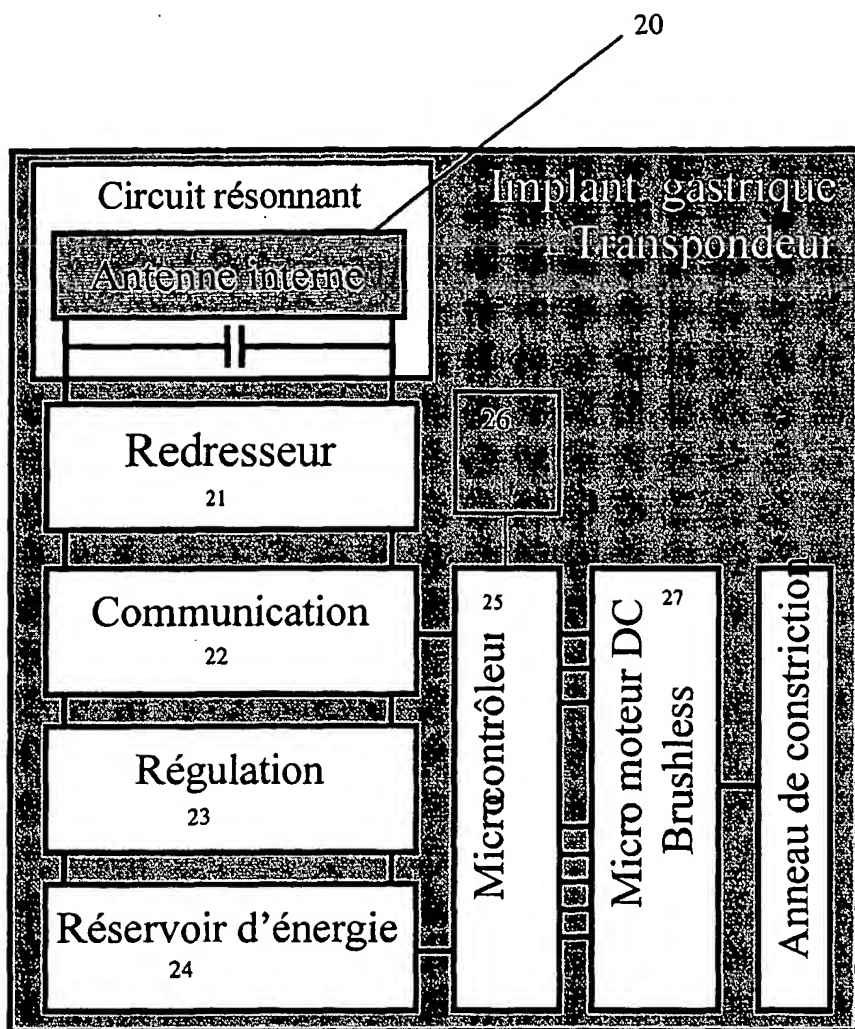 20
Circuit résonnant
Antenne interne
Implant gastrique
Transpondeur
Redresseur
21
26
Communication
22
Régulation
23
Réservoir d'énergie
24
25
Microcontrôleur
27
Micro moteur DC
Brushless
Anneau de constriction